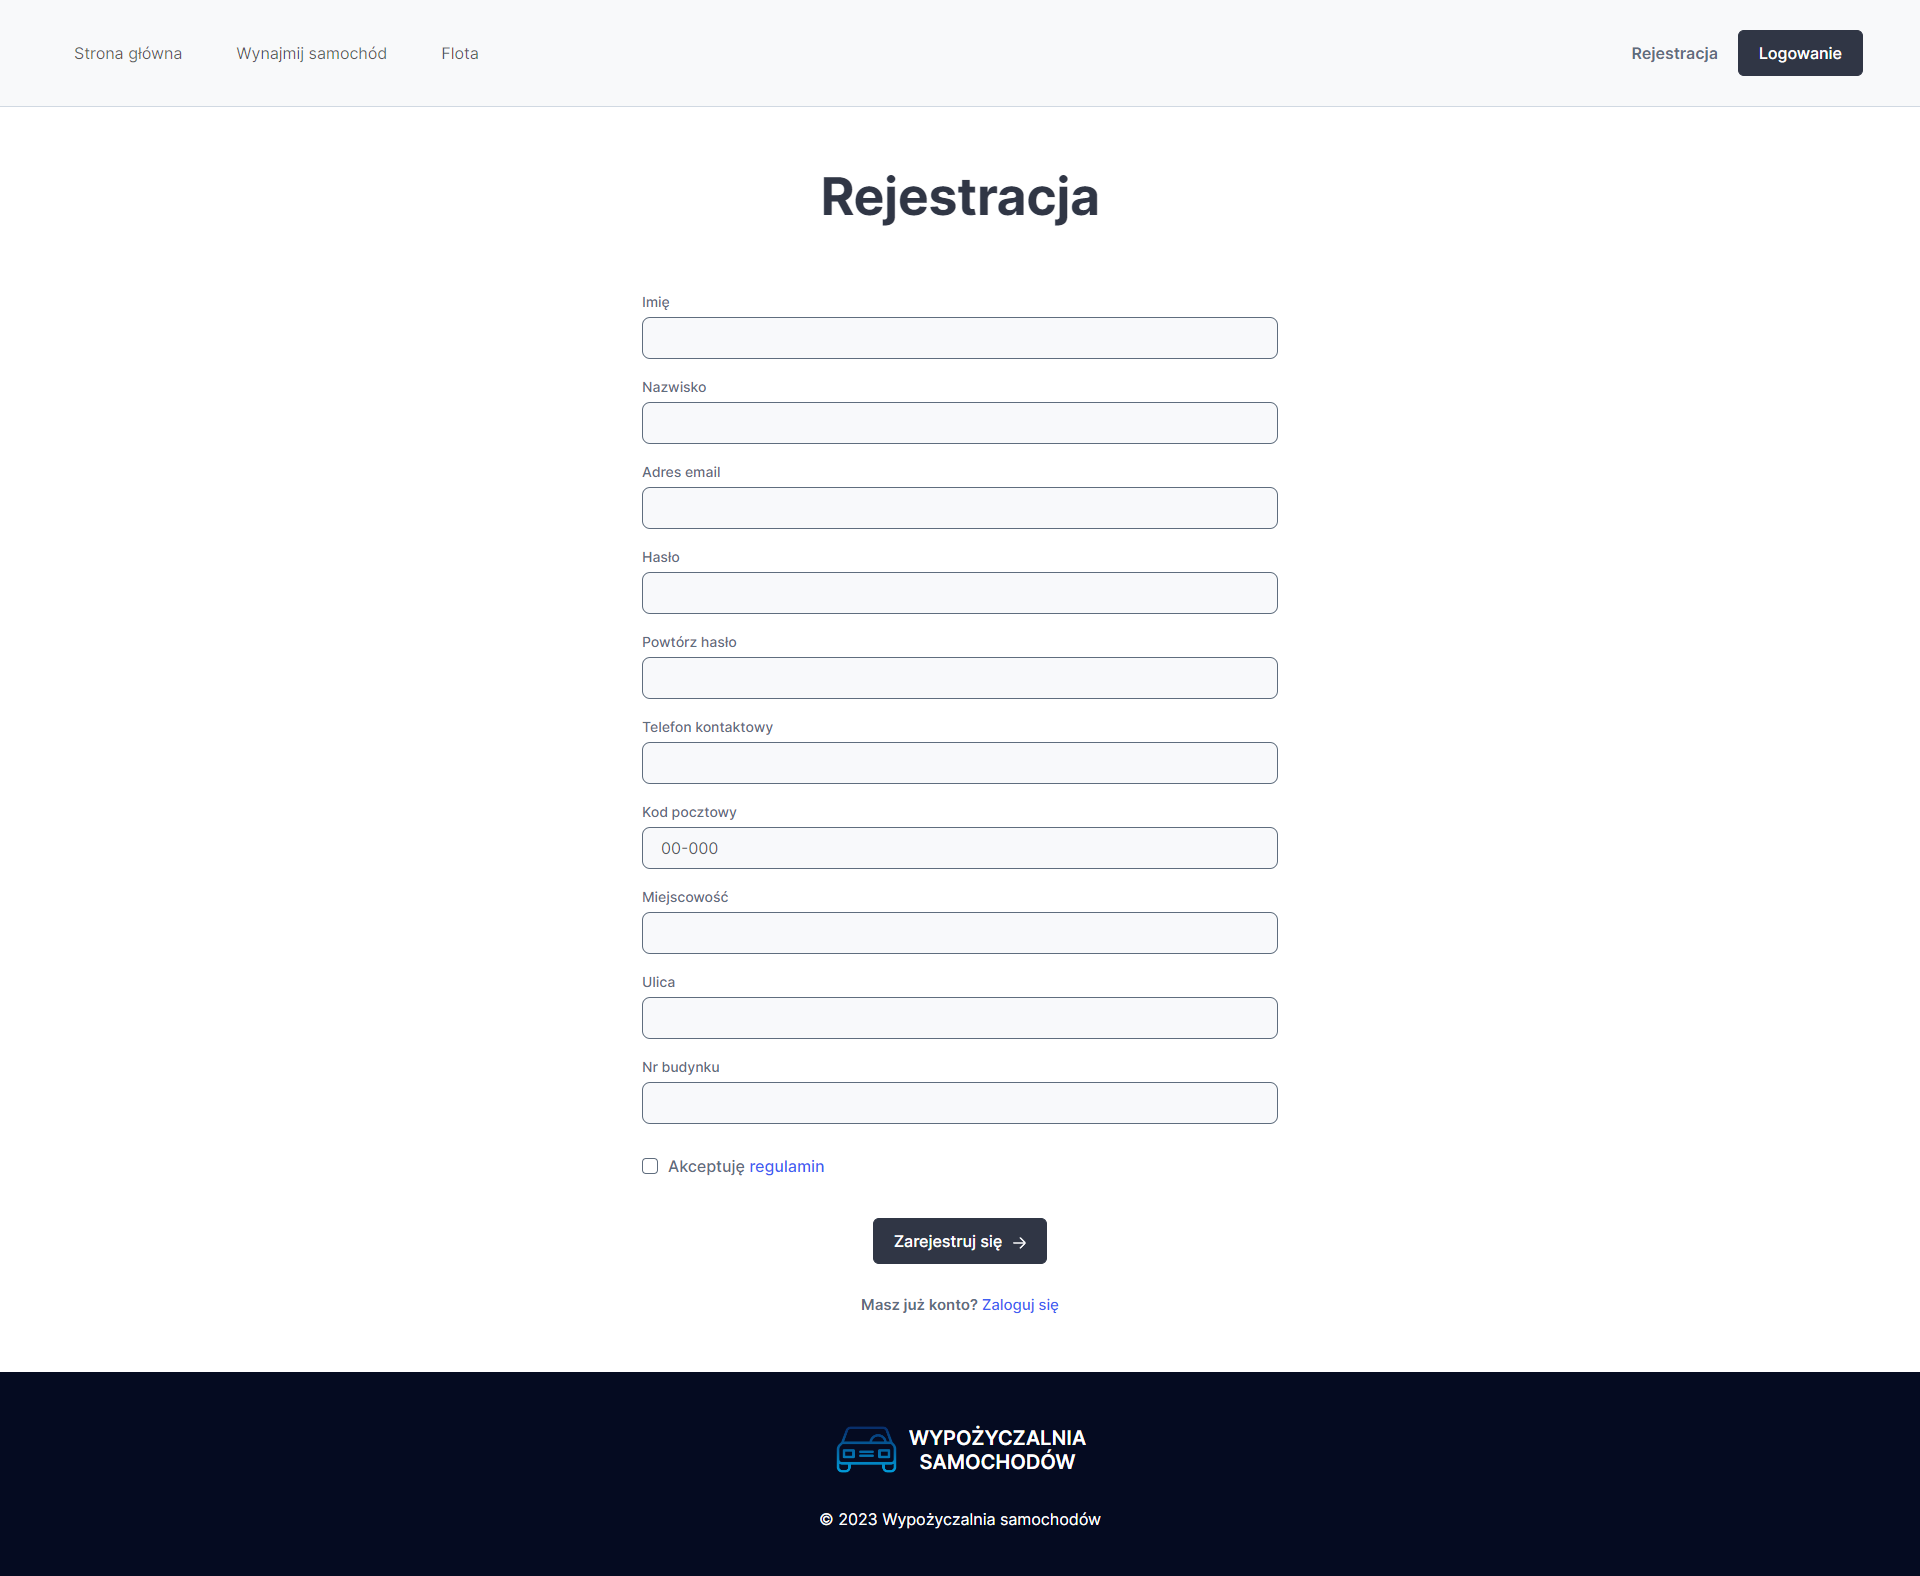 Strona główna
Wynajmij samochód
Flota
Rejestracja
Logowanie
Rejestracja
Imię
Nazwisko
Adres email
Hasło
Powtórz hasło
Telefon kontaktowy
Kod pocztowy
00-000
Miejscowość
Ulica
Nr budynku
Akceptuję regulamin
Zarejestruj się →
Masz już konto? Zaloguj się
WYPOŻYCZALNIA
SAMOCHODÓW
© 2023 Wypożyczalnia samochodów